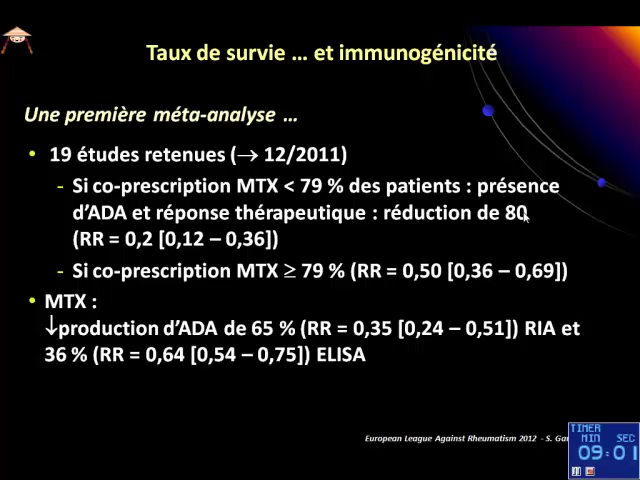 Taux de survie ... et immunogénicité
Une première méta-analyse ...
• 19 études retenues (→ 12/2011)
- Si co-prescription MTX < 79 % des patients : présence
d’ADA et réponse thérapeutique : réduction de 80
(RR = 0,2 [0,12 – 0,36])
- Si co-prescription MTX ≥ 79 % (RR = 0,50 [0,36 – 0,69])
• MTX :
↓production d’ADA de 65 % (RR = 0,35 [0,24 – 0,51]) RIA et
36 % (RR = 0,64 [0,54 – 0,75]) ELISA
European League Against Rheumatism 2012 - S. Gar
TIMER
MIN SEC
09:01